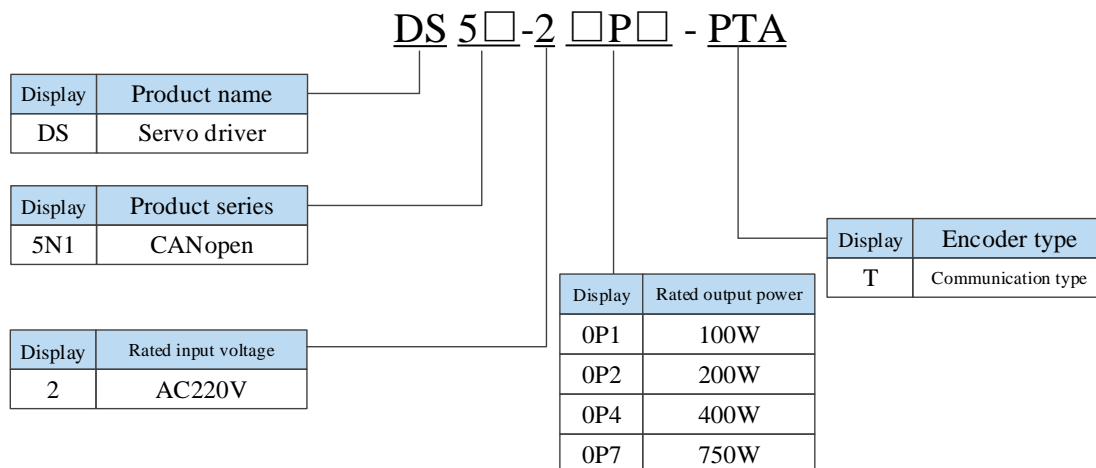 DS 5□-2 □P□ - PTA
Display Product name
DS Servo driver
Display Product series
5N1 CANopen
Display Encoder type
T Communication type
Display Rated output power
0P1 100W
0P2 200W
0P4 400W
0P7 750W
Display Rated input voltage
2 AC220V